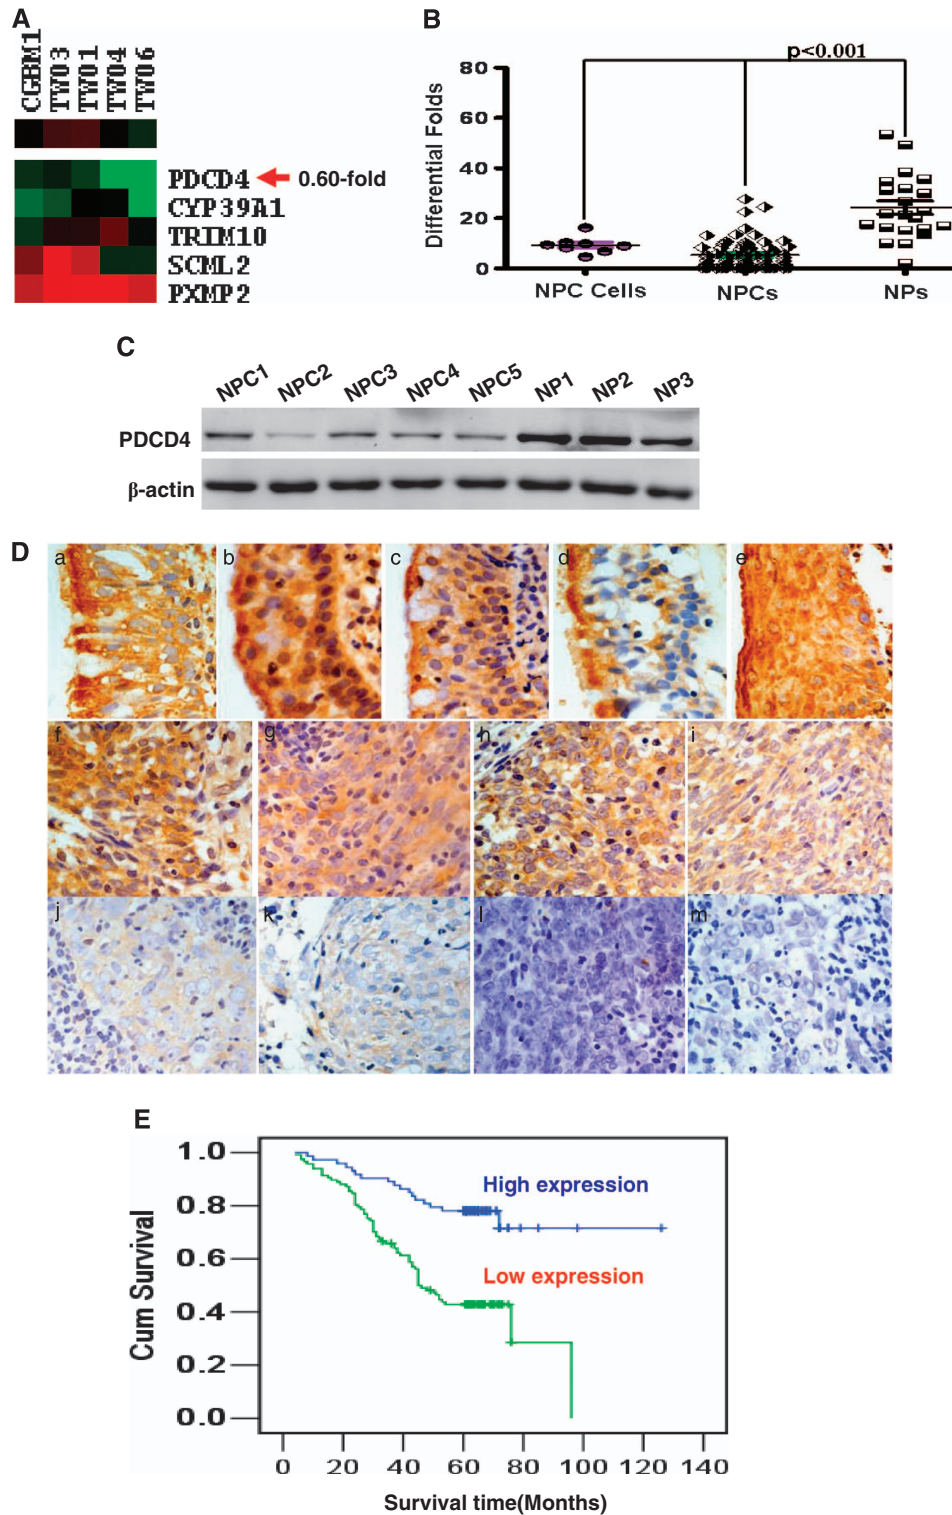 A
CGBM1
TW03
TW01
TW04
TW06
PDCD4
0.60-fold
CYP39A1
TRIM10
SCML2
PXMP2
B
p<0.001
Differential Folds
80
60
40
20
0
NPC Cells
NPCs
NPs
C
NPC1 NPC2 NPC3 NPC4 NPC5 NP1 NP2 NP3
PDCD4
β-actin
D
a b c d e
f g h i
j k l m
E
Cum Survival
1.0
0.8
0.6
0.4
0.2
0.0
High expression
Low expression
0 20 40 60 80 100 120 140
Survival time(Months)